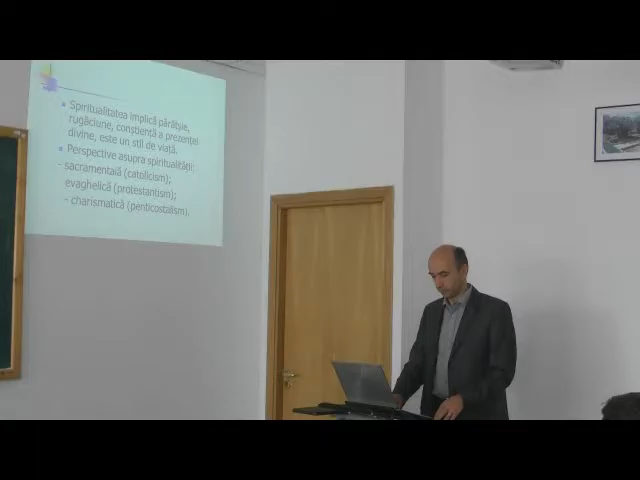 Spiritualitatea implică părtășie,
rugăciune, conștiență a prezenței
divine, este un stil de viață.
Perspective asupra spiritualității:
- sacramentală (catolicism);
evaghelică (protestantism);
- charismatică (penticostalism).